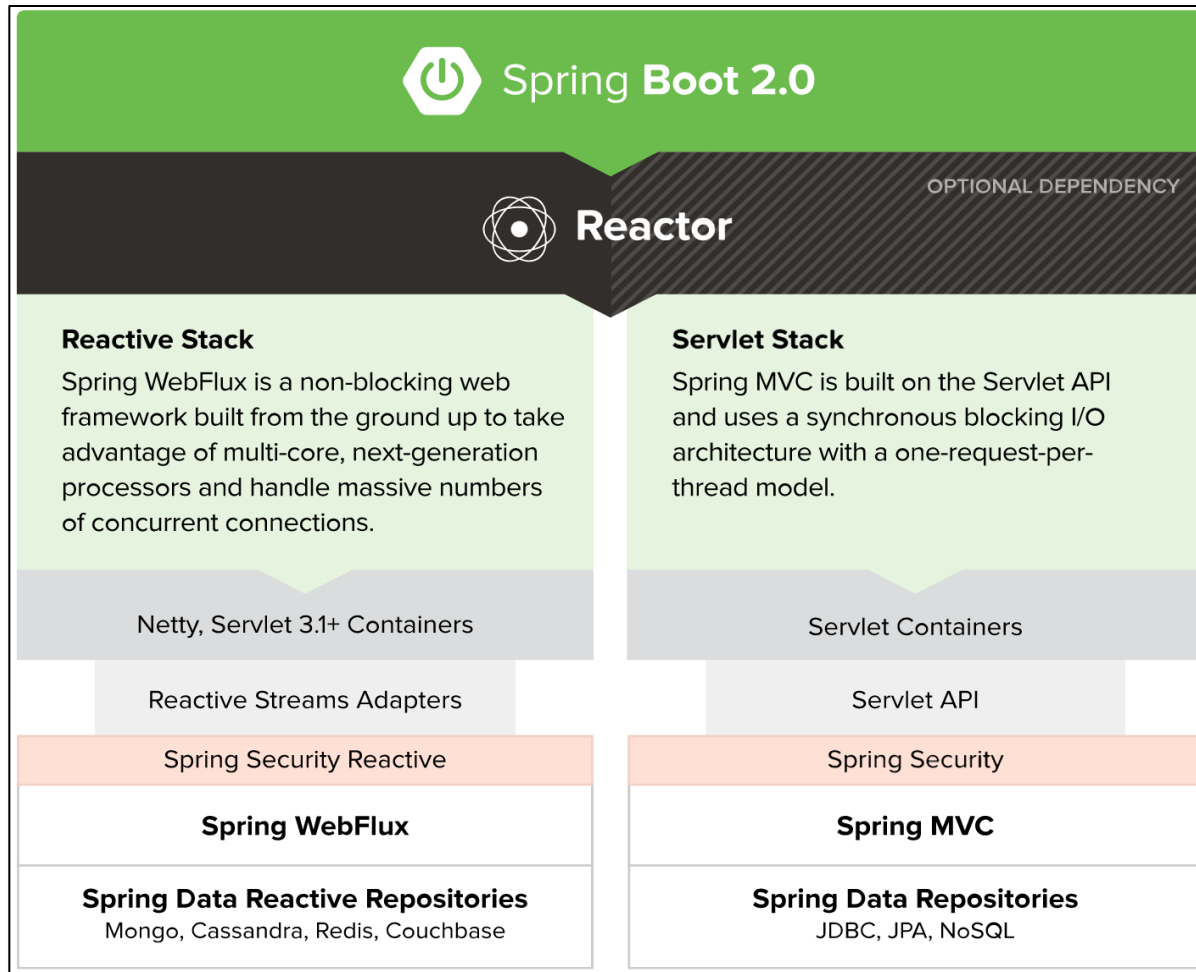 Spring Boot 2.0
OPTIONAL DEPENDENCY
Reactor
Reactive Stack
Spring WebFlux is a non-blocking web
framework built from the ground up to take
advantage of multi-core, next-generation
processors and handle massive numbers
of concurrent connections.
Netty, Servlet 3.1+ Containers
Reactive Streams Adapters
Spring Security Reactive
Spring WebFlux
Spring Data Reactive Repositories
Mongo, Cassandra, Redis, Couchbase
Servlet Stack
Spring MVC is built on the Servlet API
and uses a synchronous blocking I/O
architecture with a one-request-per-
thread model.
Servlet Containers
Servlet API
Spring Security
Spring MVC
Spring Data Repositories
JDBC, JPA, NoSQL